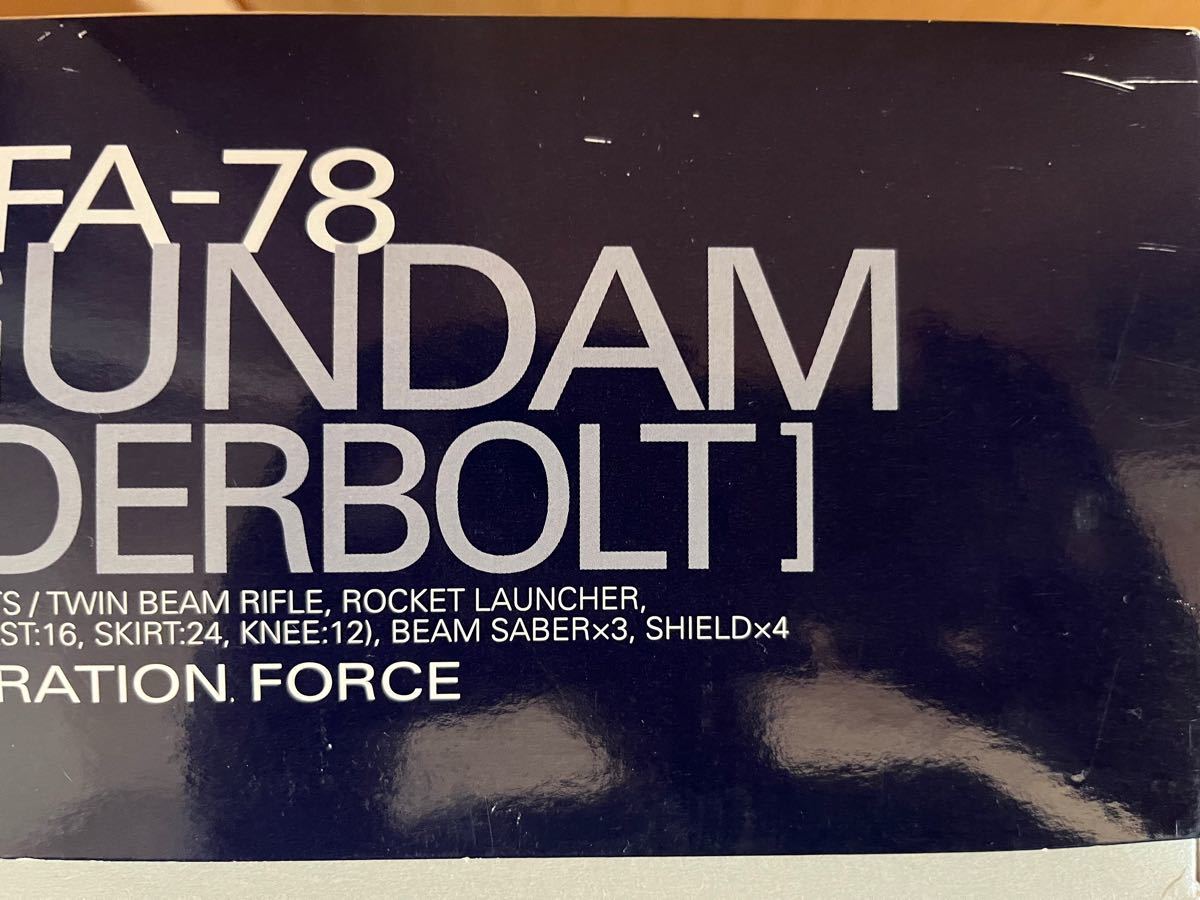 FA-78
GUNDAM
DERBOLT]
TS / TWIN BEAM RIFLE, ROCKET LAUNCHER,
ST:16, SKIRT:24, KNEE:12), BEAM SABER×3, SHIELD×4
RATION. FORCE